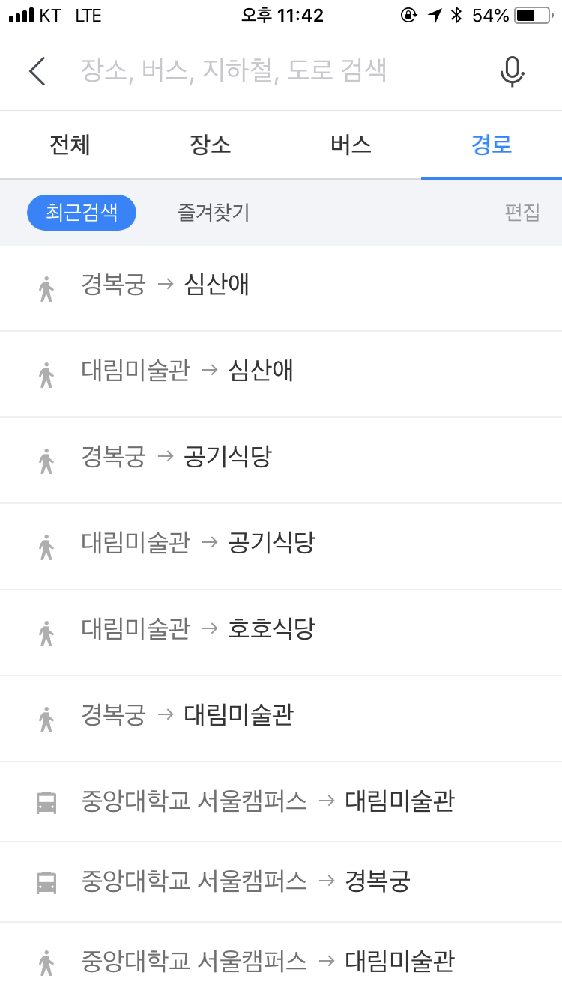 KT LTE 오후 11:42 54%
장소, 버스, 지하철, 도로 검색
전체 장소 버스 경로
최근검색 즐겨찾기 편집
경복궁 → 심산애
대림미술관 → 심산애
경복궁 → 공기식당
대림미술관 → 공기식당
대림미술관 → 호호식당
경복궁 → 대림미술관
중앙대학교 서울캠퍼스 → 대림미술관
중앙대학교 서울캠퍼스 → 경복궁
중앙대학교 서울캠퍼스 → 대림미술관